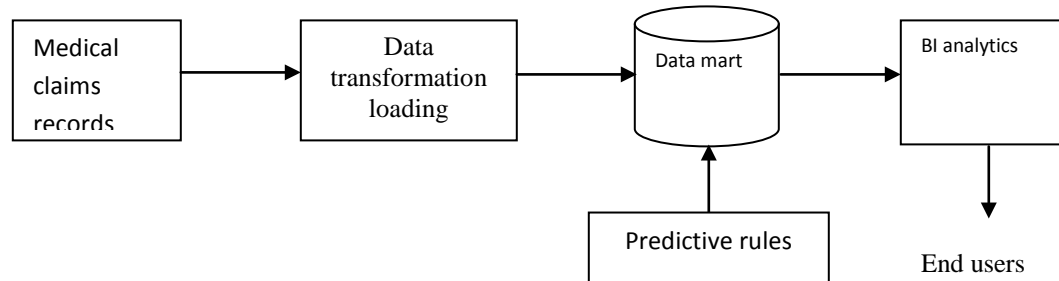 Medical
claims
records
Data
transformation
loading
Data mart
BI analytics
Predictive rules
End users